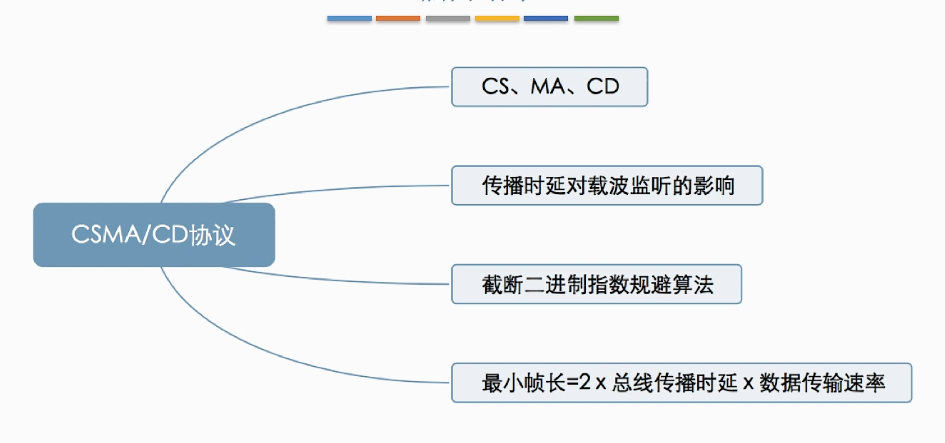 CS、MA、CD
传播时延对载波监听的影响
CSMA/CD协议
截断二进制指数规避算法
最小帧长=2 x 总线传播时延 x 数据传输速率